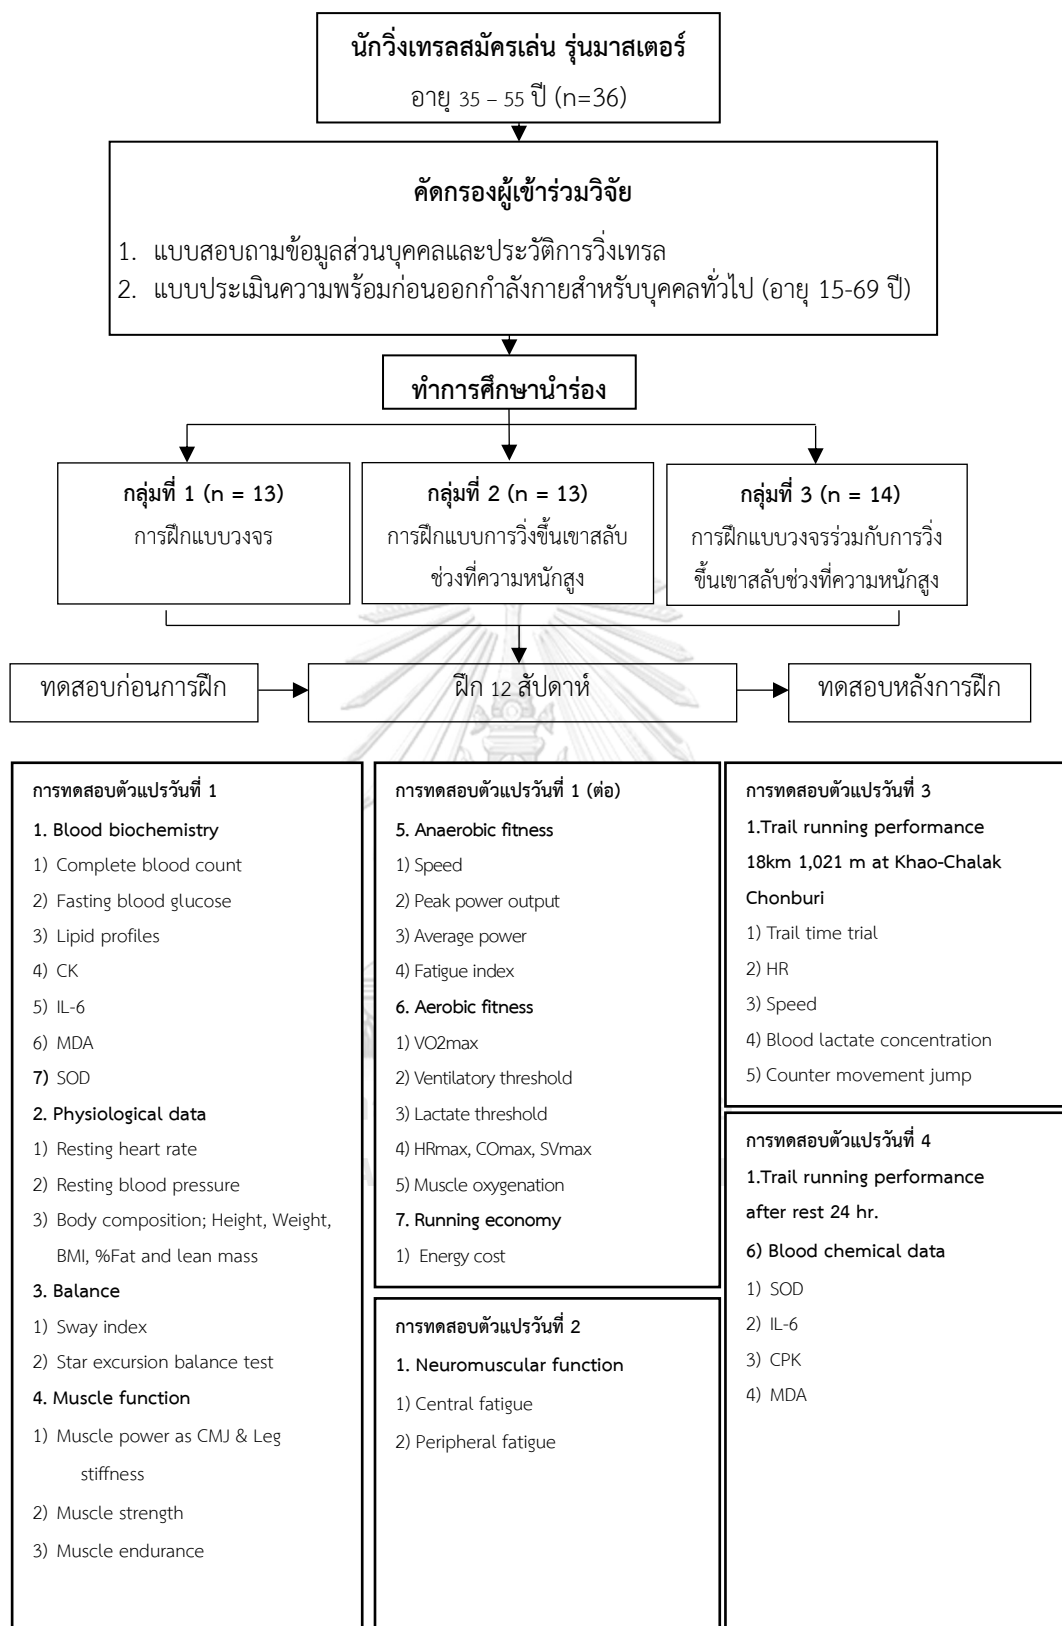 นักวิ่งเทรลสมัครเล่น รุ่นมาสเตอร์
อายุ 35 – 55 ปี (n=36)
คัดกรองผู้เข้าร่วมวิจัย
1. แบบสอบถามข้อมูลส่วนบุคคลและประวัติการวิ่งเทรล
2. แบบประเมินความพร้อมก่อนออกกำลังกายสำหรับบุคคลทั่วไป (อายุ 15-69 ปี)
ทำการศึกษานำร่อง
กลุ่มที่ 1 (n = 13)
การฝึกแบบวงจร
กลุ่มที่ 2 (n = 13)
การฝึกแบบการวิ่งขึ้นเขาสลับ
ช่วงที่ความหนักสูง
กลุ่มที่ 3 (n = 14)
การฝึกแบบวงจรร่วมกับการวิ่ง
ขึ้นเขาสลับช่วงที่ความหนักสูง
ทดสอบก่อนการฝึก
ฝึก 12 สัปดาห์
ทดสอบหลังการฝึก
การทดสอบตัวแปรวันที่ 1
1. Blood biochemistry
1) Complete blood count
2) Fasting blood glucose
3) Lipid profiles
4) CK
5) IL-6
6) MDA
7) SOD
2. Physiological data
1) Resting heart rate
2) Resting blood pressure
3) Body composition; Height, Weight,
BMI, %Fat and lean mass
3. Balance
1) Sway index
2) Star excursion balance test
4. Muscle function
1) Muscle power as CMJ & Leg
stiffness
2) Muscle strength
3) Muscle endurance
การทดสอบตัวแปรวันที่ 1 (ต่อ)
5. Anaerobic fitness
1) Speed
2) Peak power output
3) Average power
4) Fatigue index
6. Aerobic fitness
1) VO2max
2) Ventilatory threshold
3) Lactate threshold
4) HRmax, COmax, SVmax
5) Muscle oxygenation
7. Running economy
1) Energy cost
การทดสอบตัวแปรวันที่ 2
1. Neuromuscular function
1) Central fatigue
2) Peripheral fatigue
การทดสอบตัวแปรวันที่ 3
1.Trail running performance
18km 1,021 m at Khao-Chalak
Chonburi
1) Trail time trial
2) HR
3) Speed
4) Blood lactate concentration
5) Counter movement jump
การทดสอบตัวแปรวันที่ 4
1.Trail running performance
after rest 24 hr.
6) Blood chemical data
1) SOD
2) IL-6
3) CPK
4) MDA